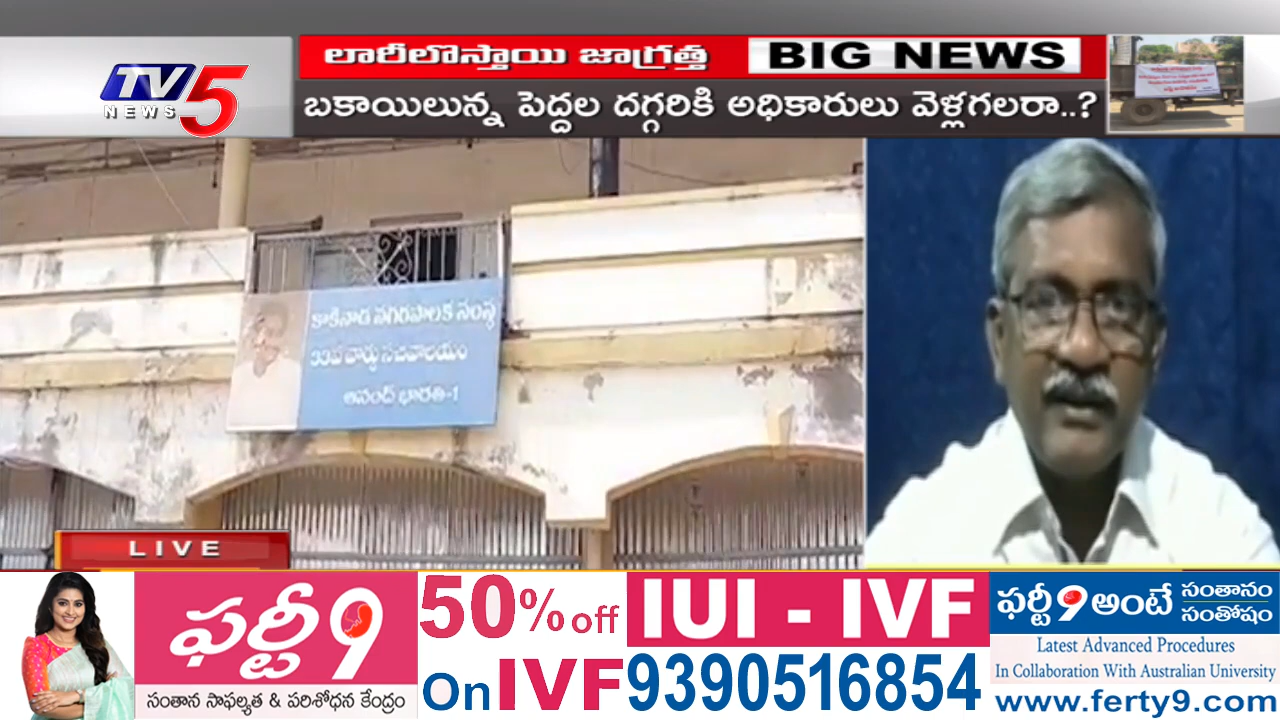 TV5
NEWS
లారీలొస్తాయి జాగ్రత్త
BIG NEWS
బకాయిలున్న పెద్దల దగ్గరికి అధికారులు వెళ్లగలరా..?
కాకినాడ నగరపాలక సంస్థ
33వ వార్డు సచివాలయం
ఆనంద్ భారతి-1
LIVE
ఫర్టీ9
సంతాన సాఫల్యత & పరిశోధన కేంద్రం
50% off
On IVF
IUI - IVF
9390516854
ఫర్టీ9 అంటే సంతానం
సంతోషం
Latest Advanced Procedures
In Collaboration With Australian University
www.ferty9.com